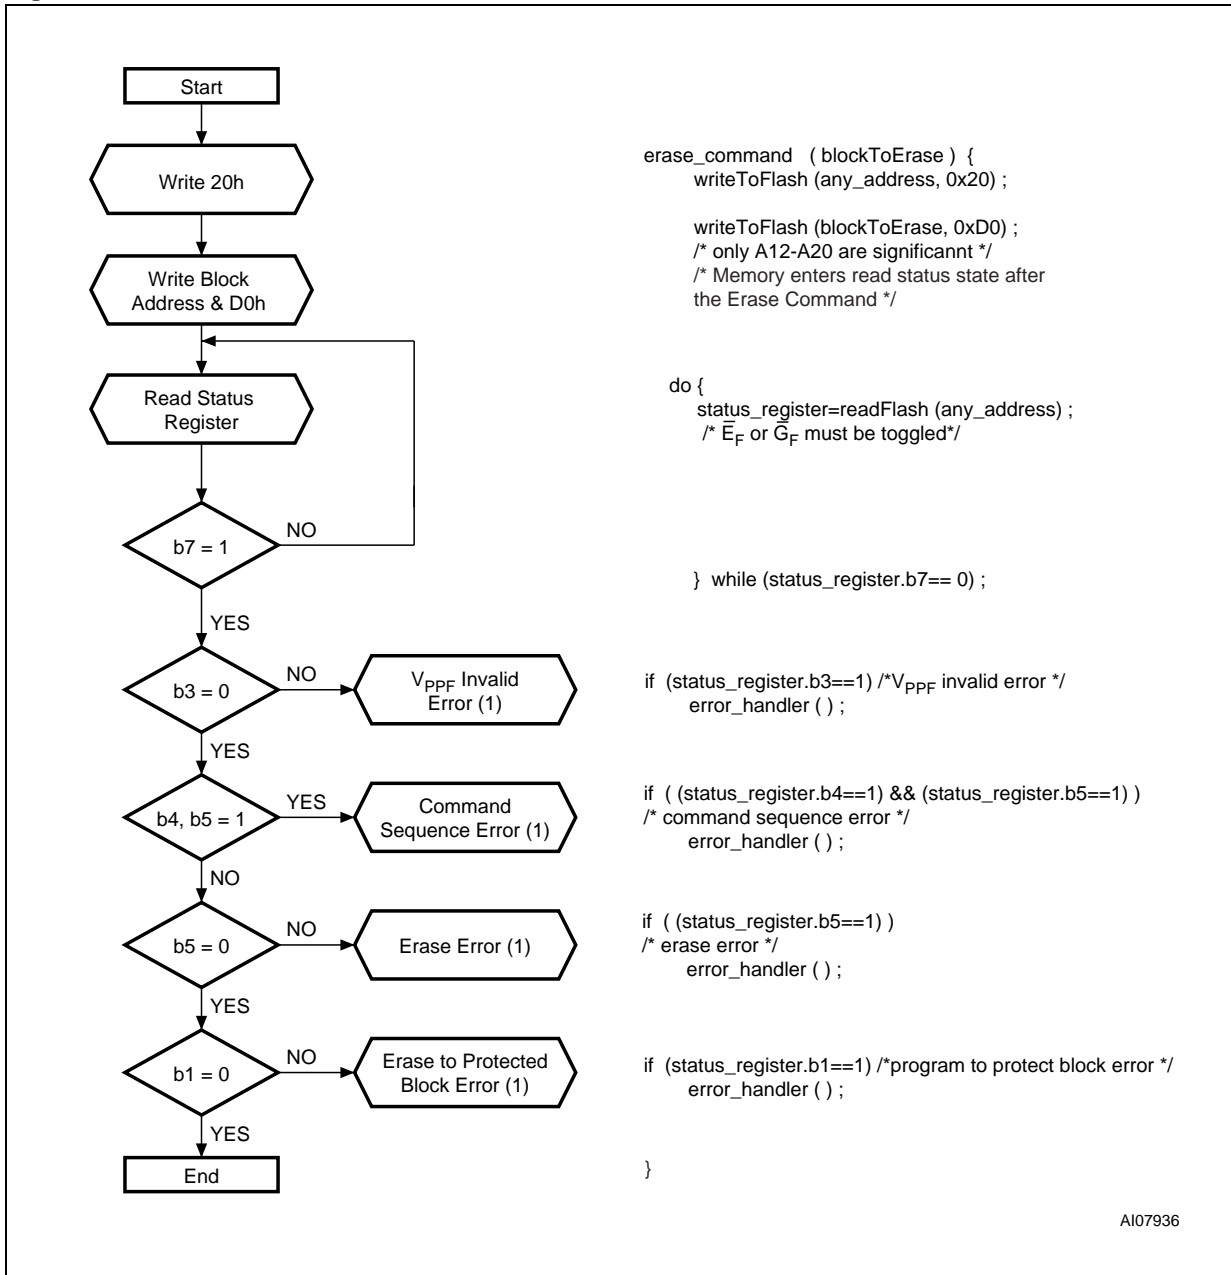 Start
Write 20h
Write Block
Address & D0h
Read Status
Register
b7 = 1
NO
YES
b3 = 0
NO
VPPF Invalid
Error (1)
YES
b4, b5 = 1
YES
Command
Sequence Error (1)
NO
b5 = 0
NO
Erase Error (1)
YES
b1 = 0
NO
Erase to Protected
Block Error (1)
YES
End
erase_command ( blockToErase ) {
writeToFlash (any_address, 0x20) ;
writeToFlash (blockToErase, 0xD0) ;
/* only A12-A20 are significannt */
/* Memory enters read status state after
the Erase Command */
do {
status_register=readFlash (any_address) ;
/* E̅F or G̅F must be toggled*/
} while (status_register.b7== 0) ;
if (status_register.b3==1) /*VPPF invalid error */
error_handler ( ) ;
if ( (status_register.b4==1) && (status_register.b5==1) )
/* command sequence error */
error_handler ( ) ;
if ( (status_register.b5==1) )
/* erase error */
error_handler ( ) ;
if (status_register.b1==1) /*program to protect block error */
error_handler ( ) ;
}
AI07936